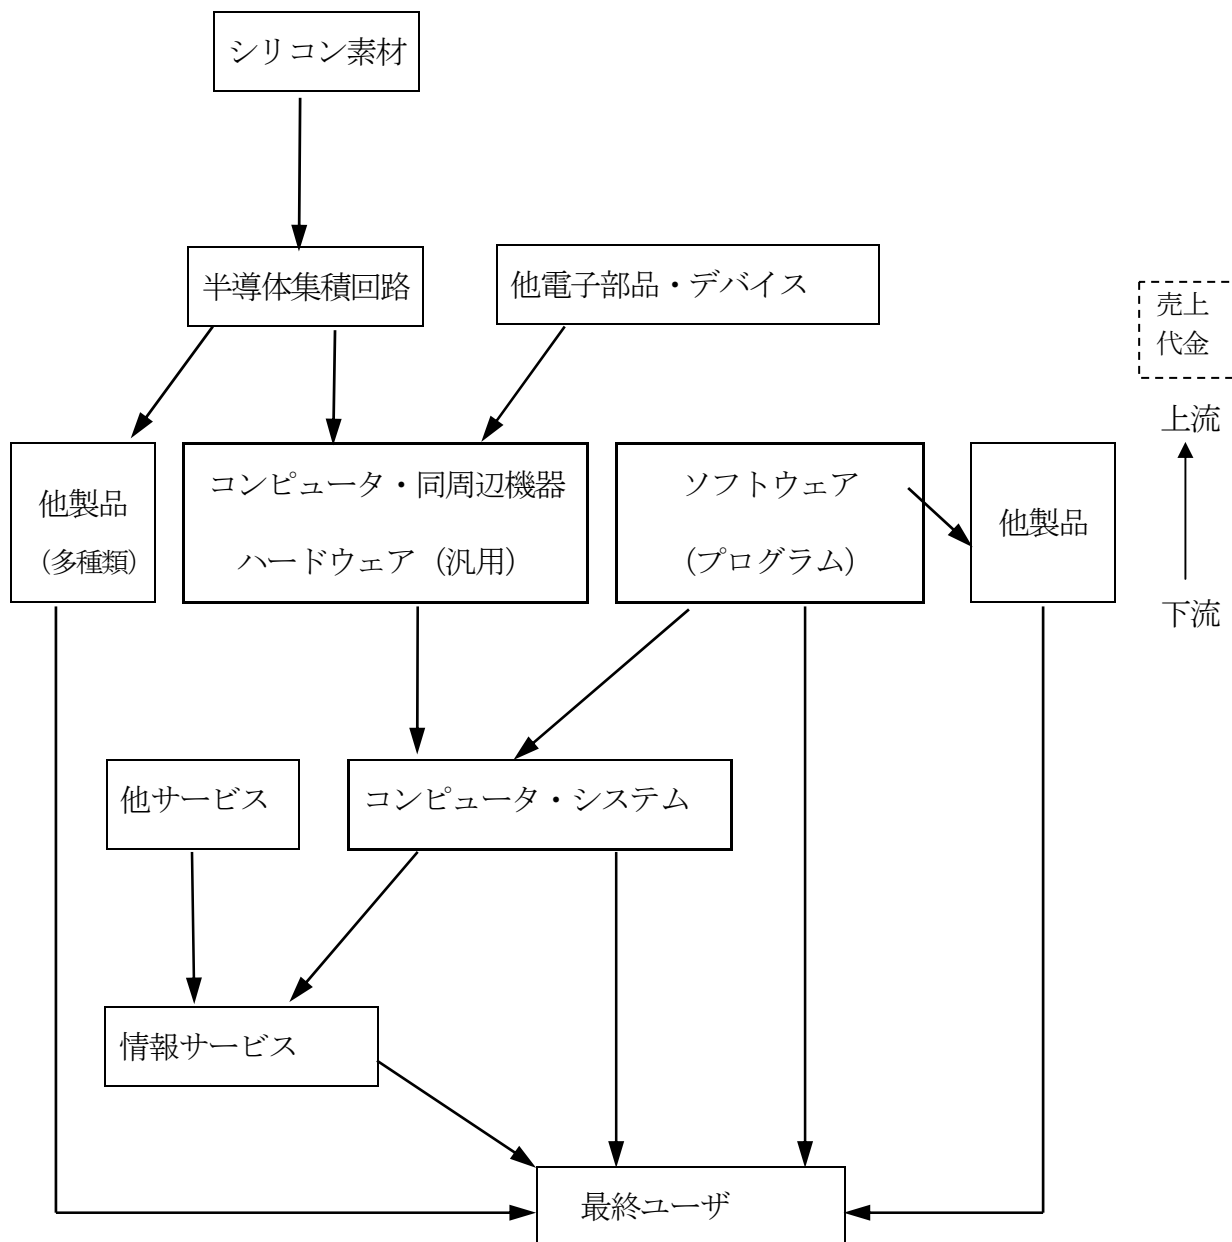 シリコン素材
半導体集積回路
他電子部品・デバイス
売上
代金
上流
下流
他製品
（多種類）
コンピュータ・同周辺機器
ハードウェア（汎用）
ソフトウェア
（プログラム）
他製品
他サービス
コンピュータ・システム
情報サービス
最終ユーザ